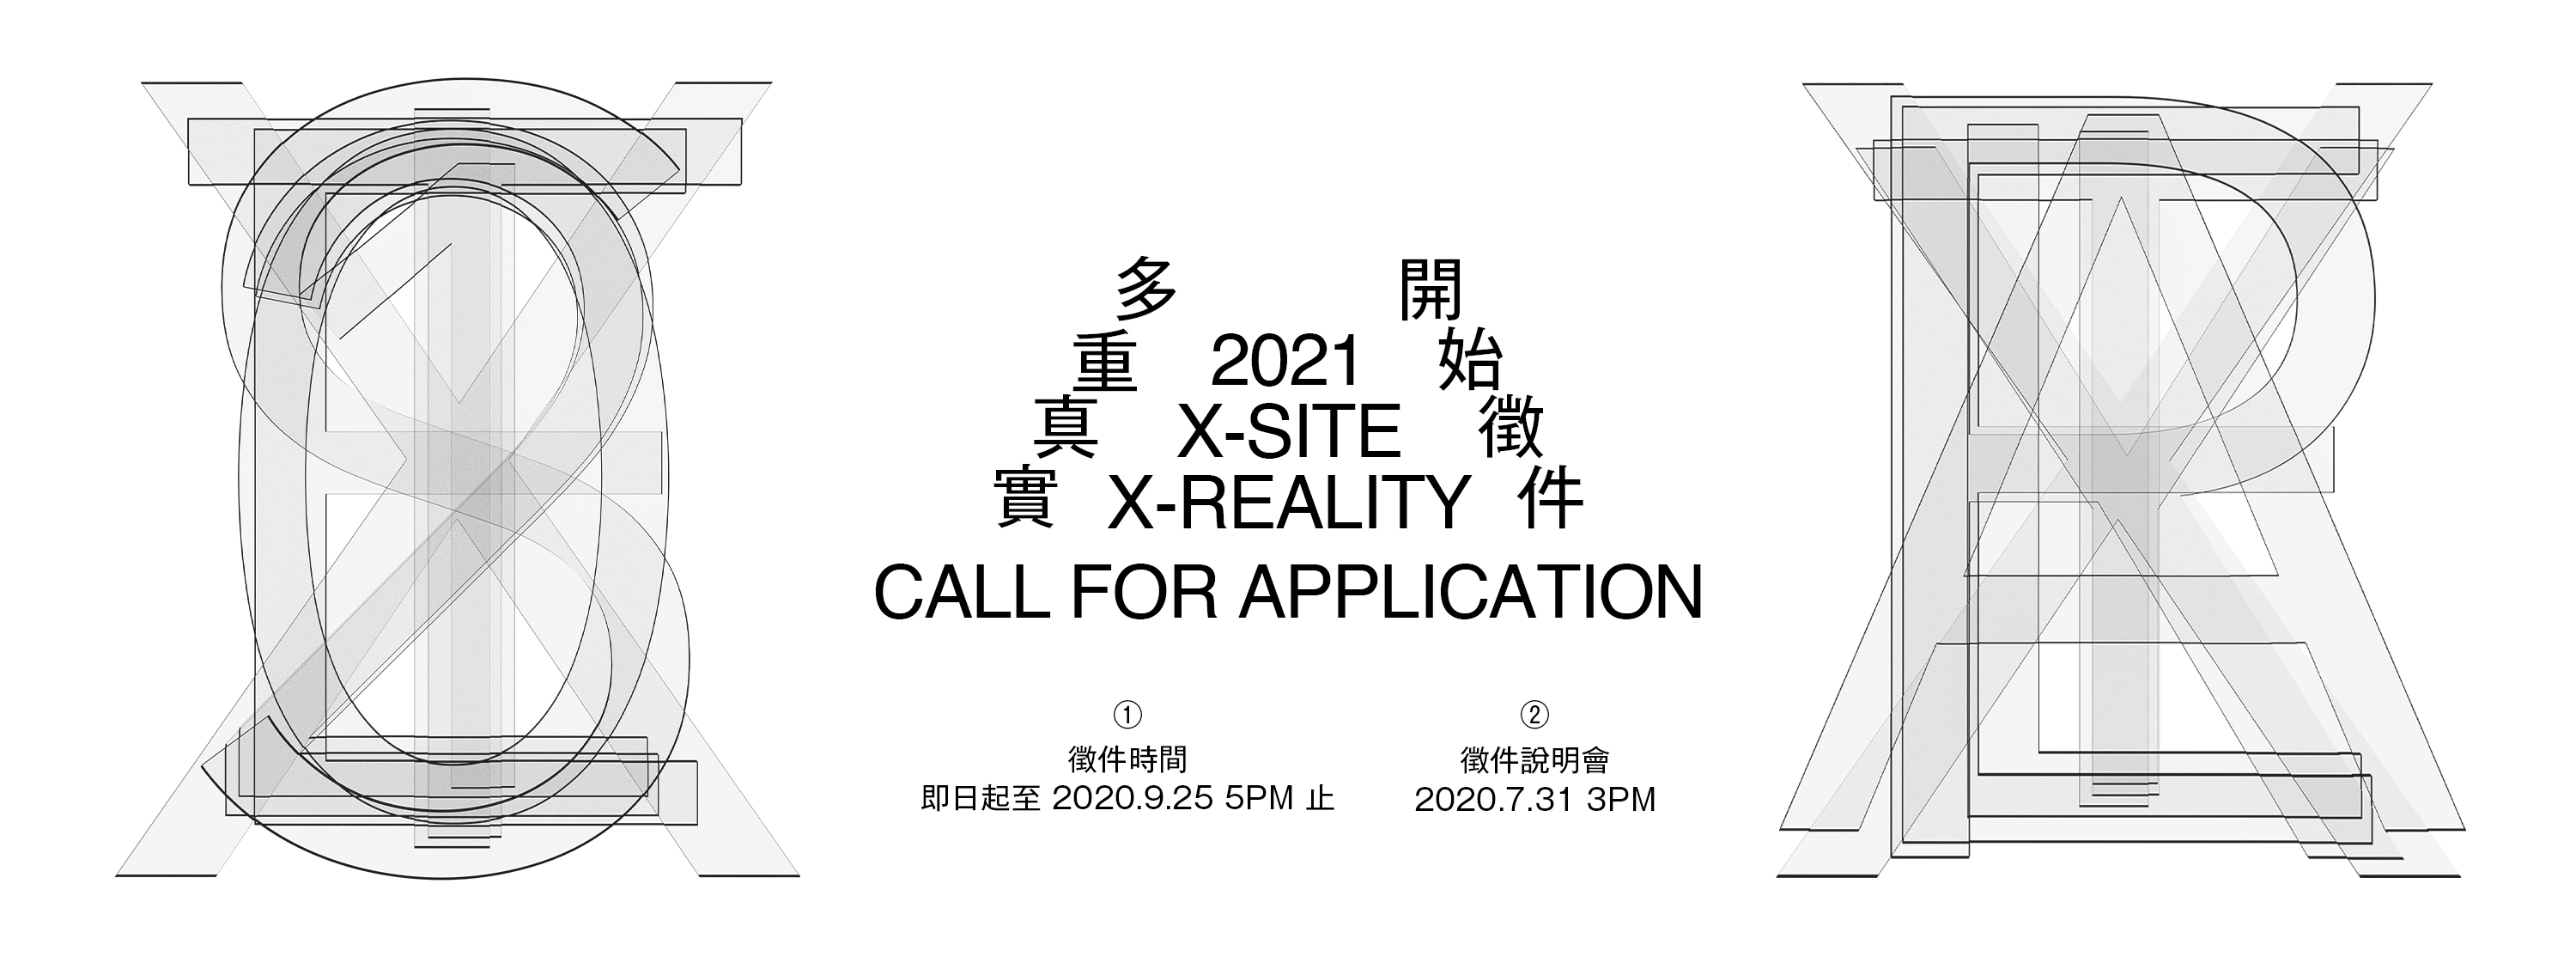 多重真實
2021
X-SITE
X-REALITY
開始徵件
CALL FOR APPLICATION
①
徵件時間
即日起至 2020.9.25 5PM 止
②
徵件說明會
2020.7.31 3PM